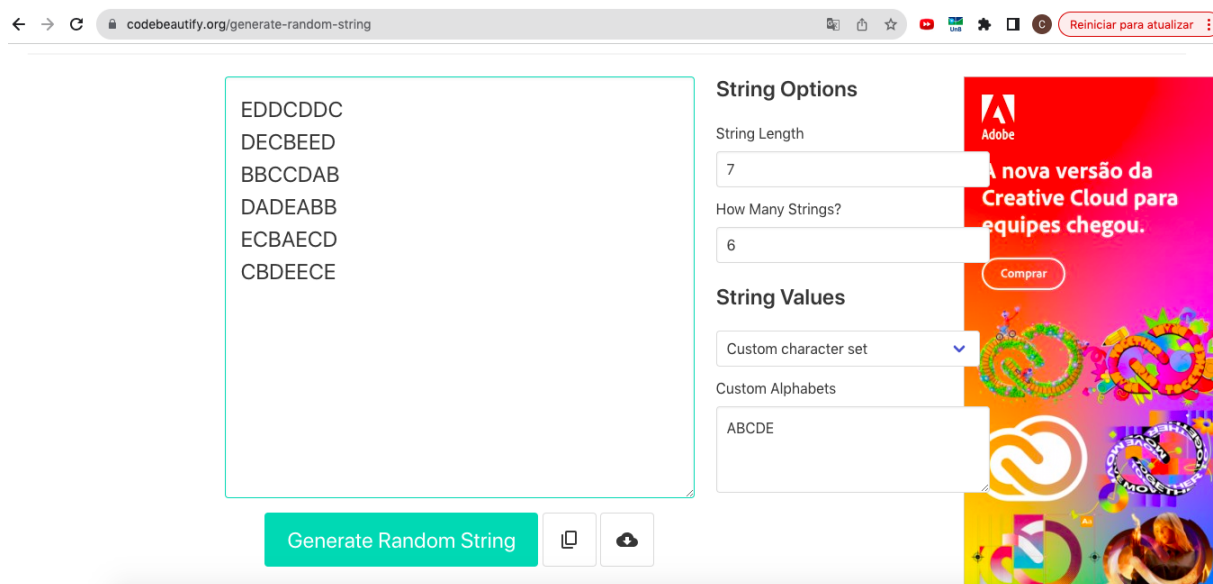 codebeautify.org/generate-random-string
UnB
C
Reiniciar para atualizar
EDDCDDC
DECBEED
BBCCDAB
DADEABB
ECBAECD
CBDEECE
Generate Random String
String Options
String Length
7
How Many Strings?
6
String Values
Custom character set
Custom Alphabets
ABCDE
Adobe
A nova versão da
Creative Cloud para
equipes chegou.
Comprar
Ai